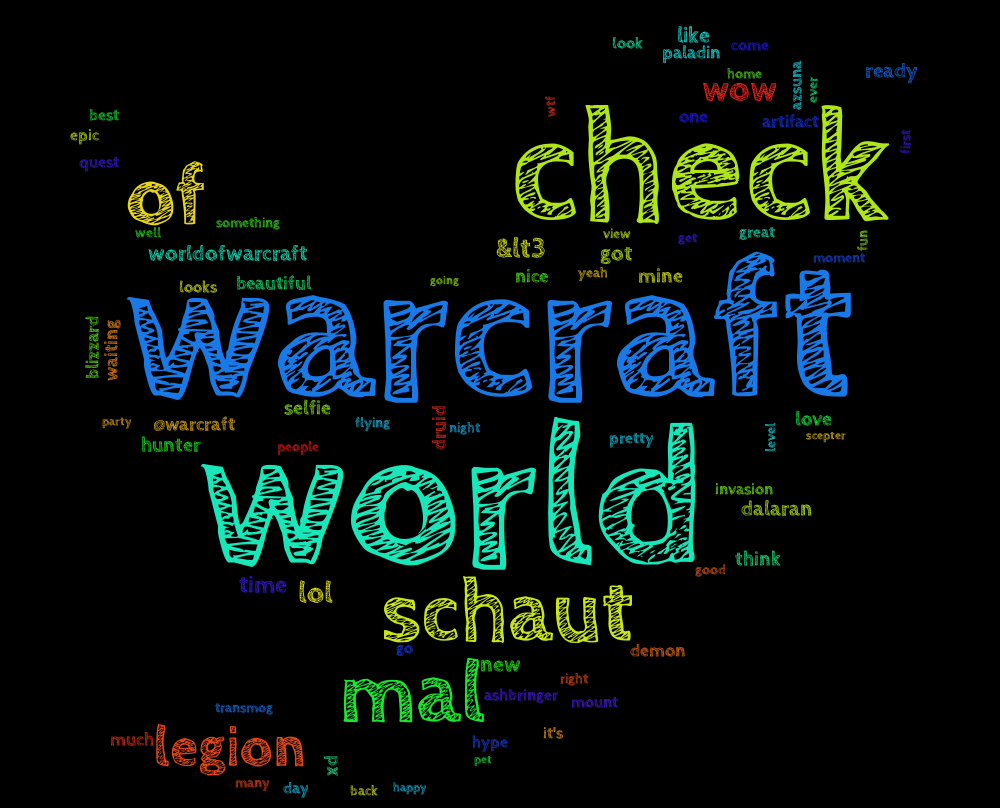 look
like
come
paladin
home
azsuna
ever
ready
wow
wtf
best
one
artifact
epic
check
first
quest
of
something
well
view
get
great
fun
&lt3
worldofwarcraft
got
moment
nice
yeah
mine
going
looks
beautiful
warcraft
blizzard
waiting
selfie
druid
party
@warcraft
flying
night
love
level
scepter
hunter
people
pretty
world
invasion
dalaran
think
good
time
lol
schaut
go
demon
new
mal
right
ashbringer
mount
transmog
it's
much
legion
hype
xd
pet
many
day
back
happy